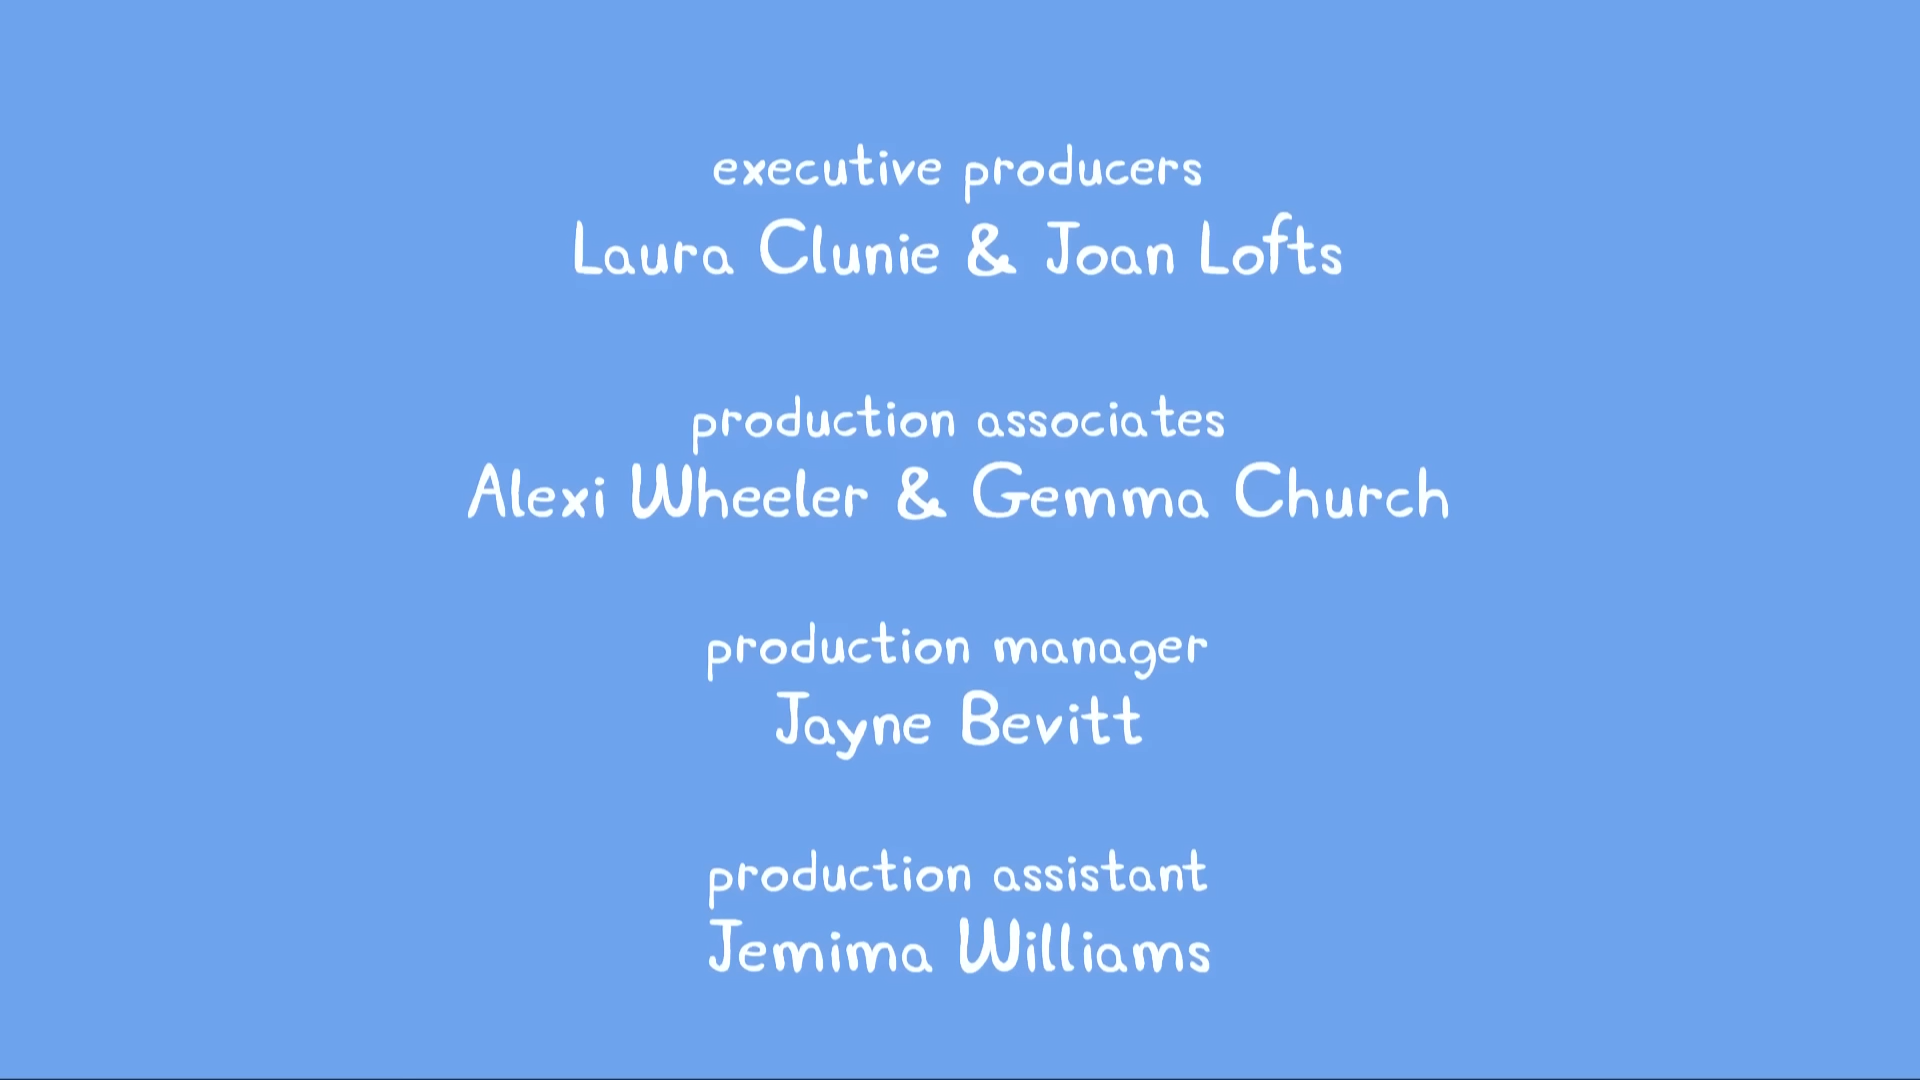 executive producers
Laura Clunie & Joan Lofts
production associates
Alexi Wheeler & Gemma Church
production manager
Jayne Bevitt
production assistant
Jemima Williams